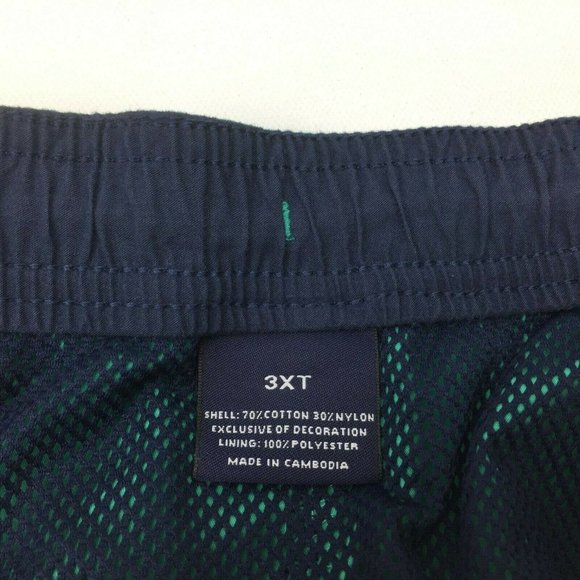 3XT
SHELL: 70%COTTON 30%NYLON
EXCLUSIVE OF DECORATION
LINING: 100%POLYESTER
MADE IN CAMBODIA